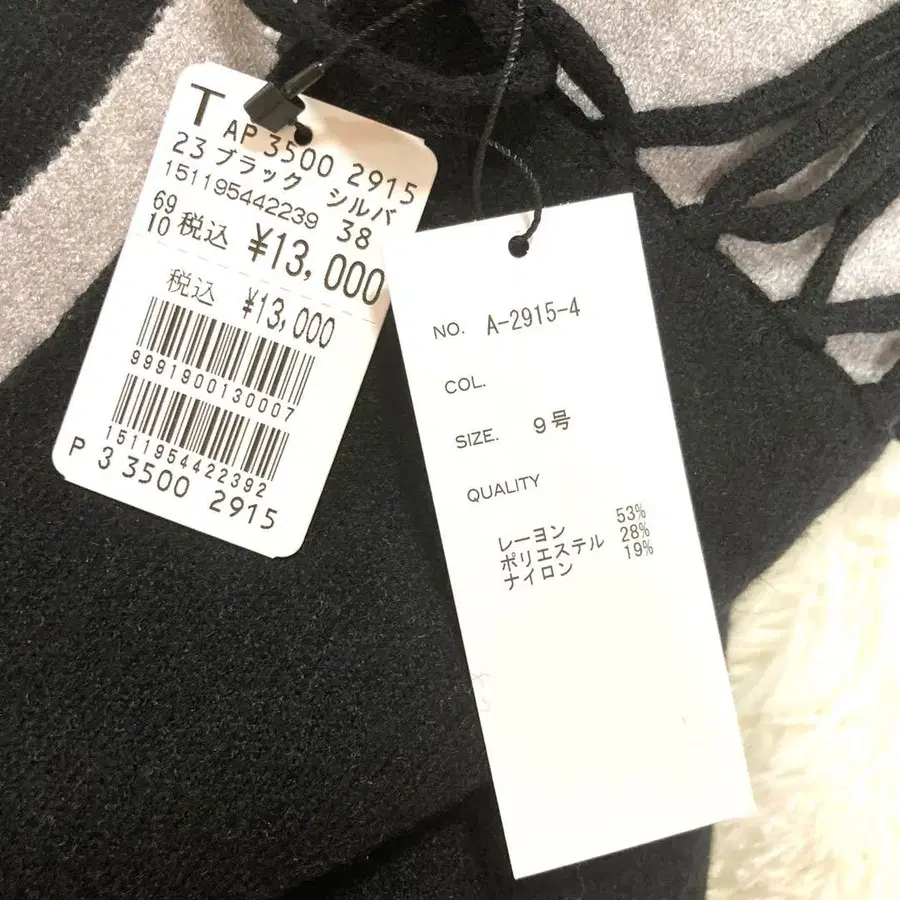 T AP 3500 2915
23 ブラック シルバ
151195442239 38
69
10 税込 ¥13,000
税込 ¥13,000
9991900130007
1511954422392
P 3 3500 2915
NO. A-2915-4
COL.
SIZE. 9号
QUALITY
レーヨン 53%
ポリエステル 28%
ナイロン 19%